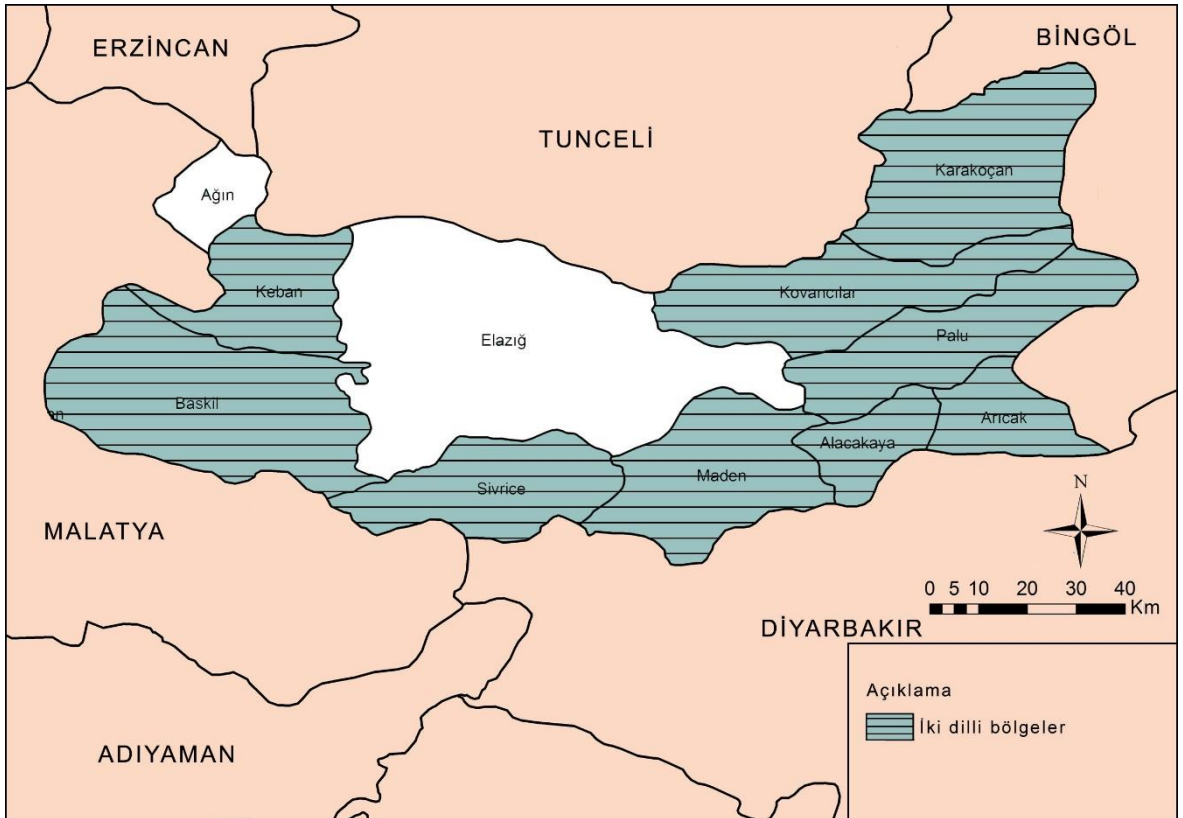 ERZİNCAN
BİNGÖL
TUNCELİ
Karakoçan
Ağın
Keban
Kovancılar
Elazığ
Palu
Baskil
Arıcak
Alacakaya
Maden
Sivrice
N
MALATYA
0 5 10 20 30 40
Km
DİYARBAKIR
Açıklama
İki dilli bölgeler
ADIYAMAN